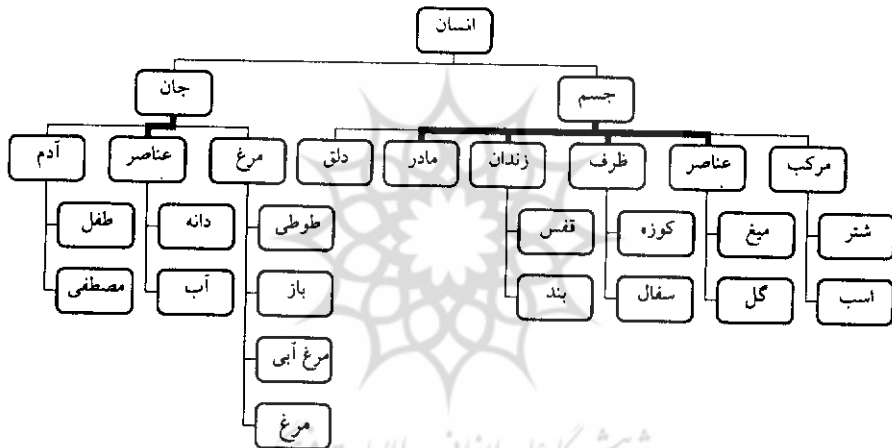 انسان
جسم
جان
مرکب
عناصر
ظرف
زندان
مادر
دلق
مرغ
عناصر
آدم
شتر
میغ
کوزه
قفس
طوطی
دانه
طفل
اسب
گل
سفال
بند
باز
آب
مصطفی
مرغ آبی
مرغ